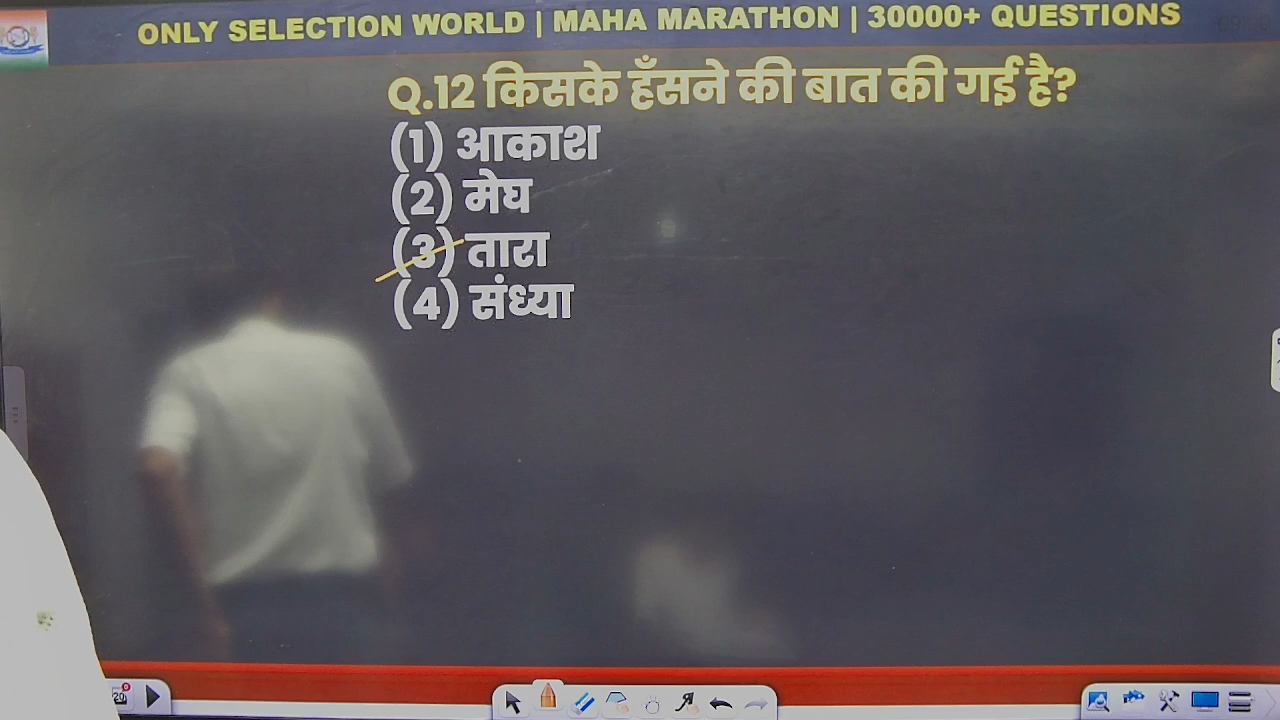 ONLY SELECTION WORLD | MAHA MARATHON | 30000+ QUESTIONS
Q.12 किसके हँसने की बात की गई है?
(1) आकाश
(2) मेघ
(3) तारा
(4) संध्या